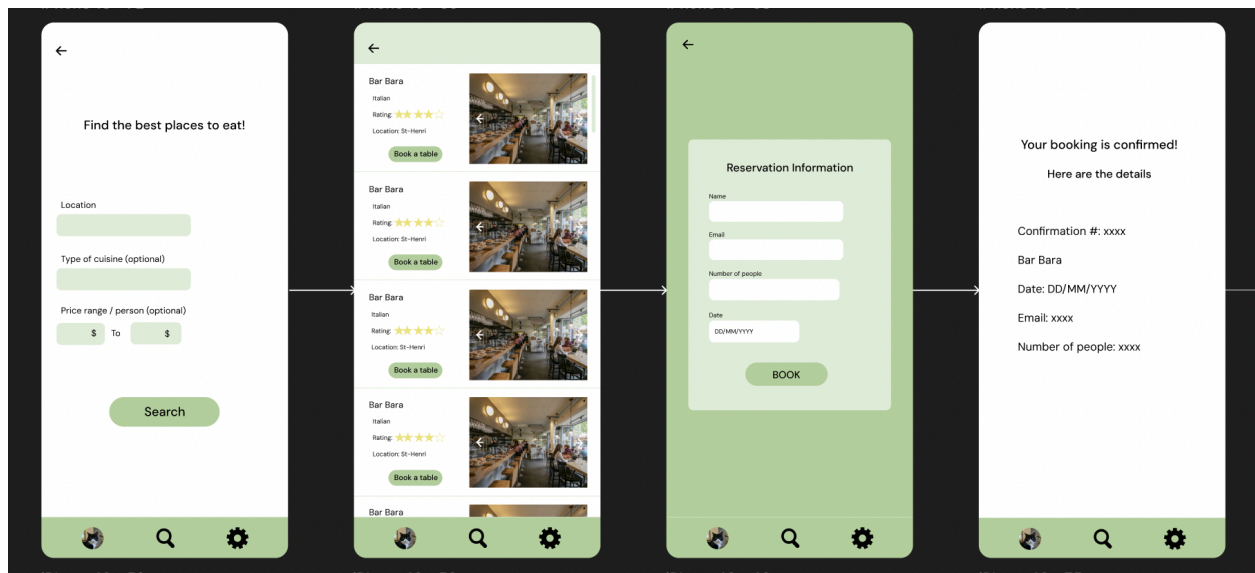 Find the best places to eat!
Location
Type of cuisine (optional)
Price range / person (optional)
$ To $
Search
Bar Bara
Italian
Rating:
Location: St-Henri
Book a table
Bar Bara
Italian
Rating:
Location: St-Henri
Book a table
Bar Bara
Italian
Rating:
Location: St-Henri
Book a table
Bar Bara
Italian
Rating:
Location: St-Henri
Book a table
Bar Bara
Reservation Information
Name
Email
Number of people
Date
DD/MM/YYYY
BOOK
Your booking is confirmed!
Here are the details
Confirmation #: xxxx
Bar Bara
Date: DD/MM/YYYY
Email: xxxx
Number of people: xxxx